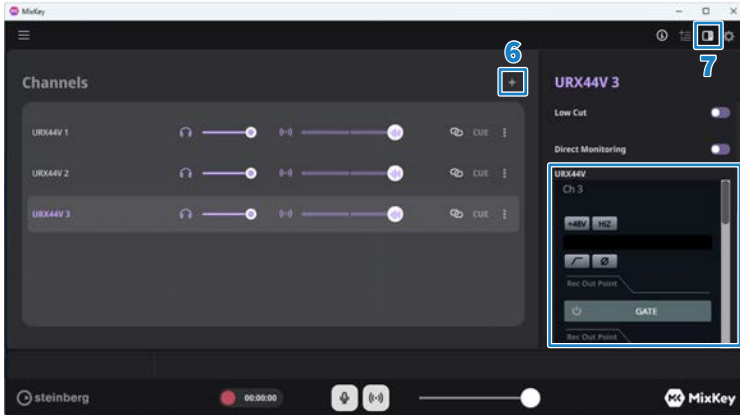 MixKey
6
7
Channels
+
URX44V 3
Low Cut
URX44V 1
CUE
Direct Monitoring
URX44V 2
CUE
URX44V
Ch 3
URX44V 3
CUE
+48V HiZ
Rec Out Point
GATE
Rec Out Point
steinberg
00:00:00
MixKey